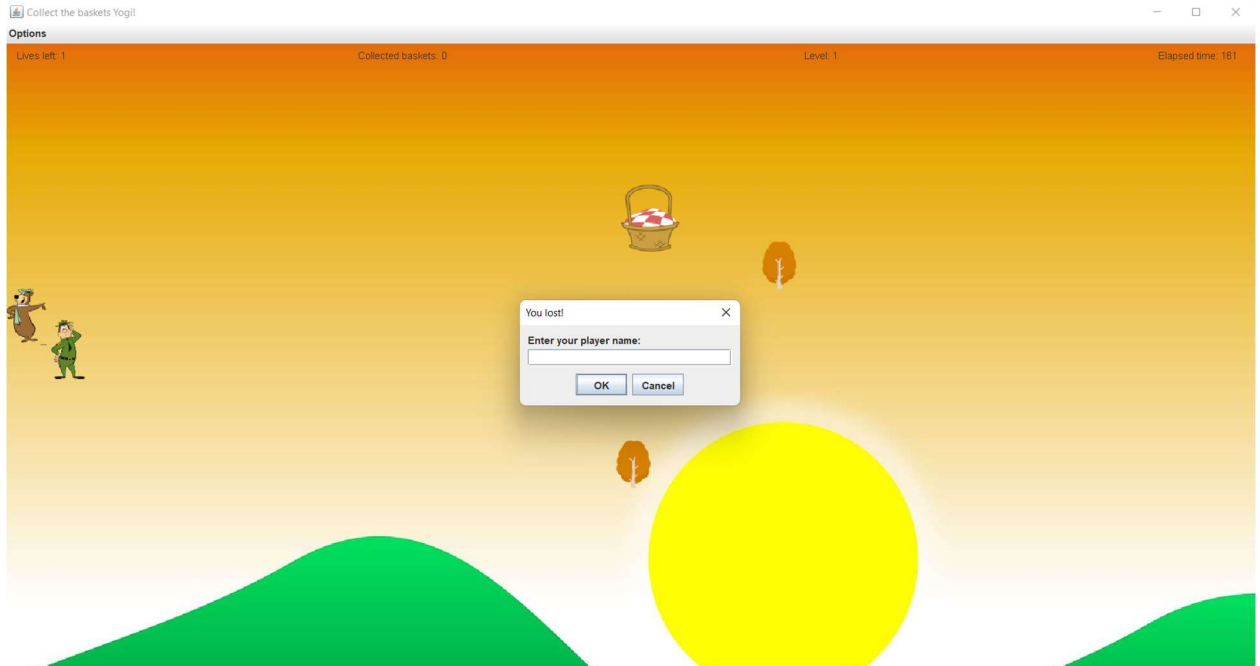 Collect the baskets Yogi!
Options
Lives left: 1 Collected baskets: 0 Level: 1 Elapsed time: 161
You lost!
Enter your player name:
OK Cancel